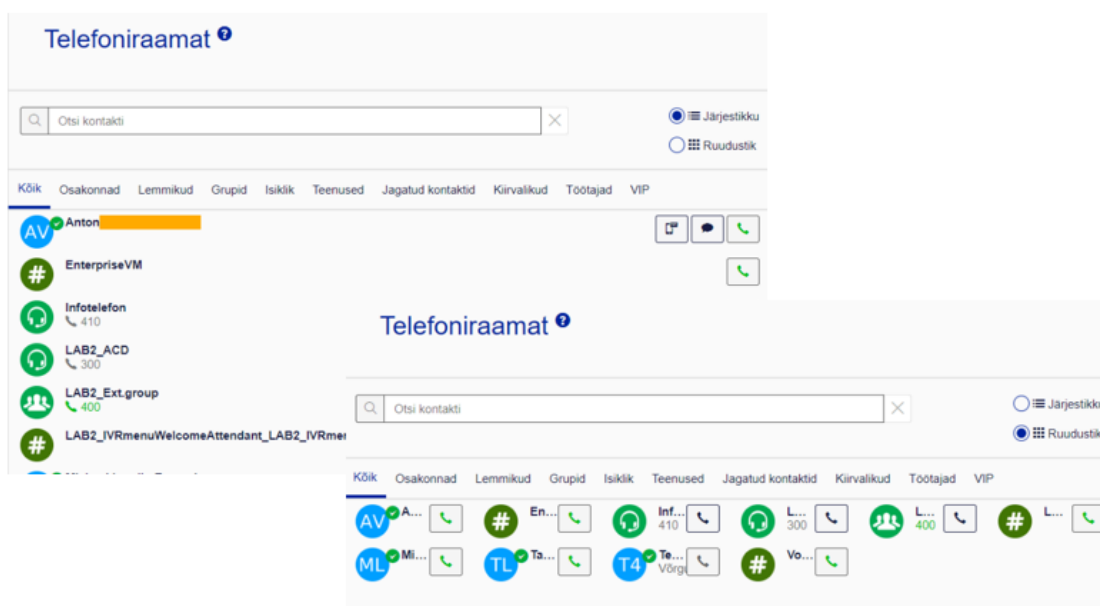 Telefoniraamat ?
Otsi kontakti
Järjestikku
Ruudustik
Kõik Osakonnad Lemmikud Grupid Isiklik Teenused Jagatud kontaktid Kiirvalikud Töötajad VIP
AV Anton
# EnterpriseVM
Infotelefon
410
LAB2_ACD
300
LAB2_Ext.group
400
# LAB2_IVRmenuWelcomeAttendant_LAB2_IVRmer
Telefoniraamat ?
Otsi kontakti
Järjestikku
Ruudustik
Kõik Osakonnad Lemmikud Grupid Isiklik Teenused Jagatud kontaktid Kiirvalikud Töötajad VIP
AV A... # En... Inf... L... L... # L...
410 300 400
ML Mi... TL Ta... T4 Te... # Vo...
Võrgu